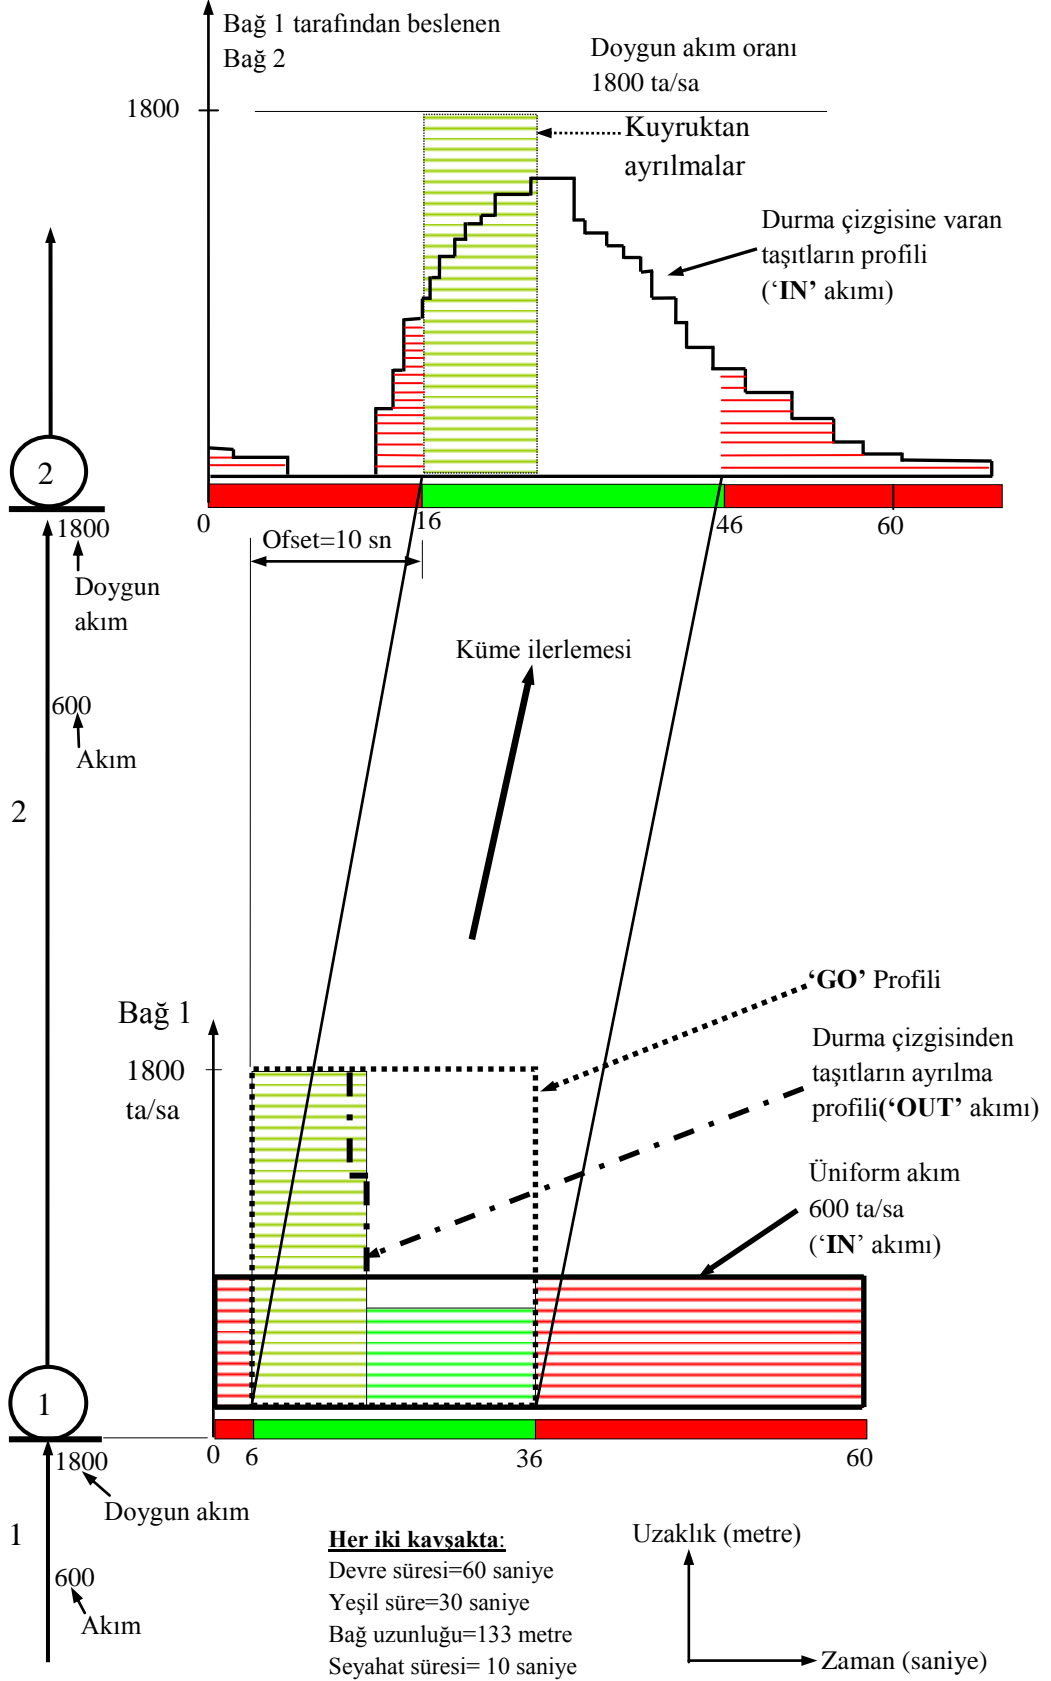 Bağ 1 tarafından beslenen
Bağ 2
Doygun akım oranı
1800 ta/sa
1800
Kuyruktan
ayrılmalar
Durma çizgisine varan
taşıtların profili
(‘IN’ akımı)
2
0
16
46
60
1800
Ofset=10 sn
Doygun
akım
Küme ilerlemesi
600
Akım
2
‘GO’ Profili
Bağ 1
1800
ta/sa
Durma çizgisinden
taşıtların ayrılma
profili(‘OUT’ akımı)
Üniform akım
600 ta/sa
(‘IN’ akımı)
1
0
6
36
60
1800
Doygun akım
1
600
Akım
Her iki kavşakta:
Devre süresi=60 saniye
Yeşil süre=30 saniye
Bağ uzunluğu=133 metre
Seyahat süresi= 10 saniye
Uzaklık (metre)
Zaman (saniye)